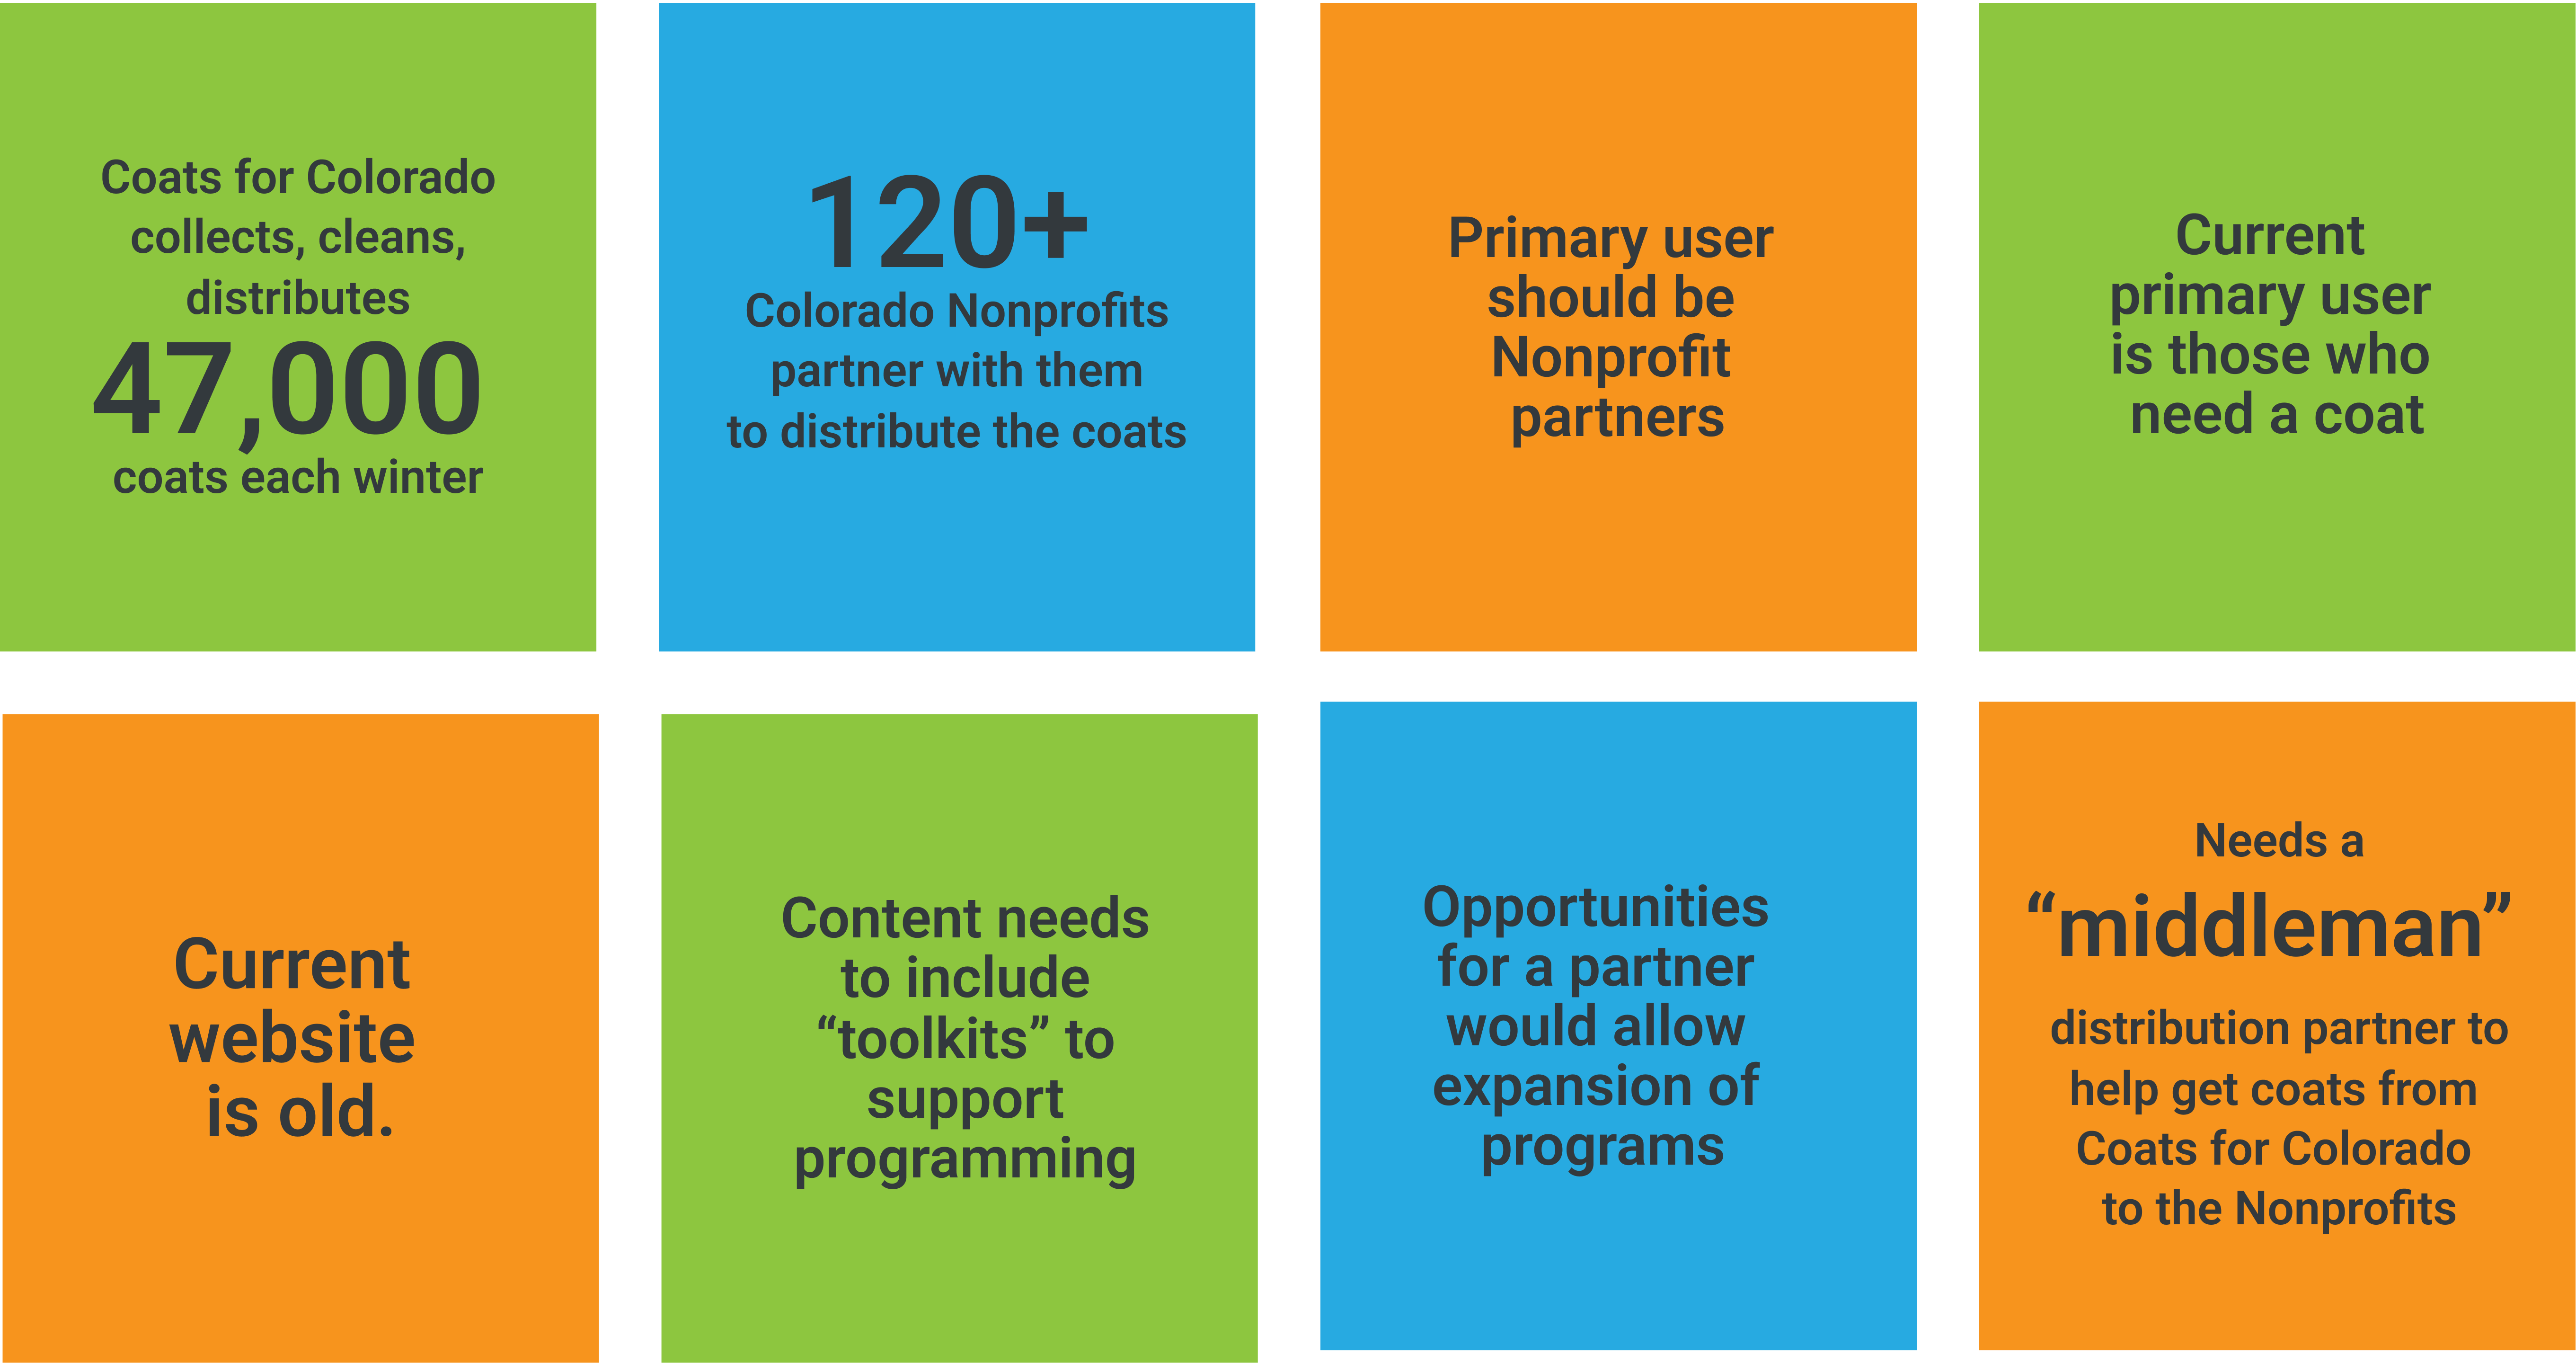 Coats for Colorado
collects, cleans,
distributes
47,000
coats each winter
120+
Colorado Nonprofits
partner with them
to distribute the coats
Primary user
should be
Nonprofit
partners
Current
primary user
is those who
need a coat
Current
website
is old.
Content needs
to include
“toolkits” to
support
programming
Opportunities
for a partner
would allow
expansion of
programs
Needs a
“middleman”
distribution partner to
help get coats from
Coats for Colorado
to the Nonprofits